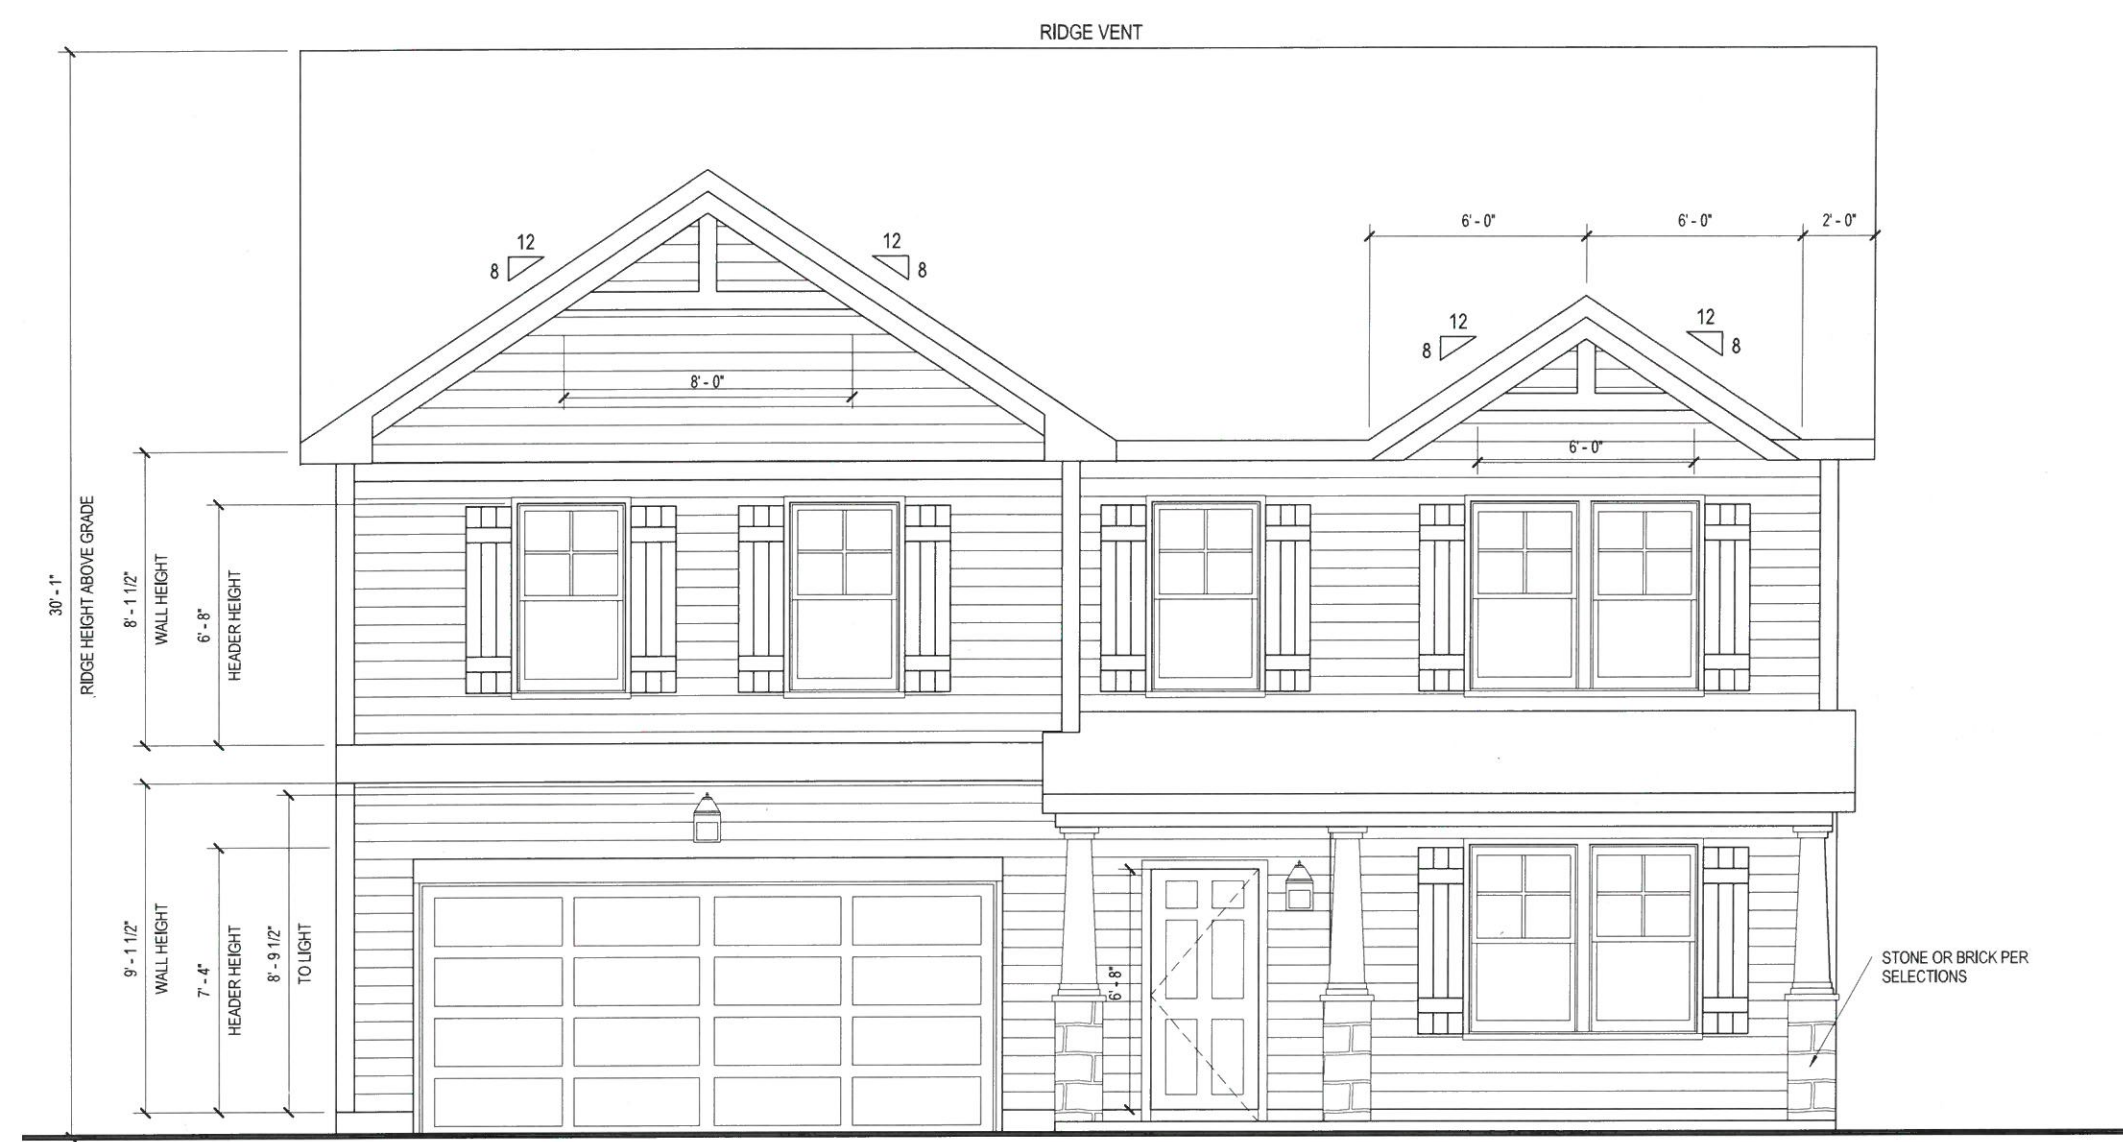 RIDGE VENT
6' - 0"
6' - 0"
2' - 0"
12
8
12
8
12
8
12
8
8' - 0"
6' - 0"
30' - 1"
RIDGE HEIGHT ABOVE GRADE
8' - 1 1/2"
WALL HEIGHT
6' - 8"
HEADER HEIGHT
9' - 1 1/2"
WALL HEIGHT
7' - 4"
HEADER HEIGHT
8' - 9 1/2"
TO LIGHT
6' - 8"
STONE OR BRICK PER
SELECTIONS